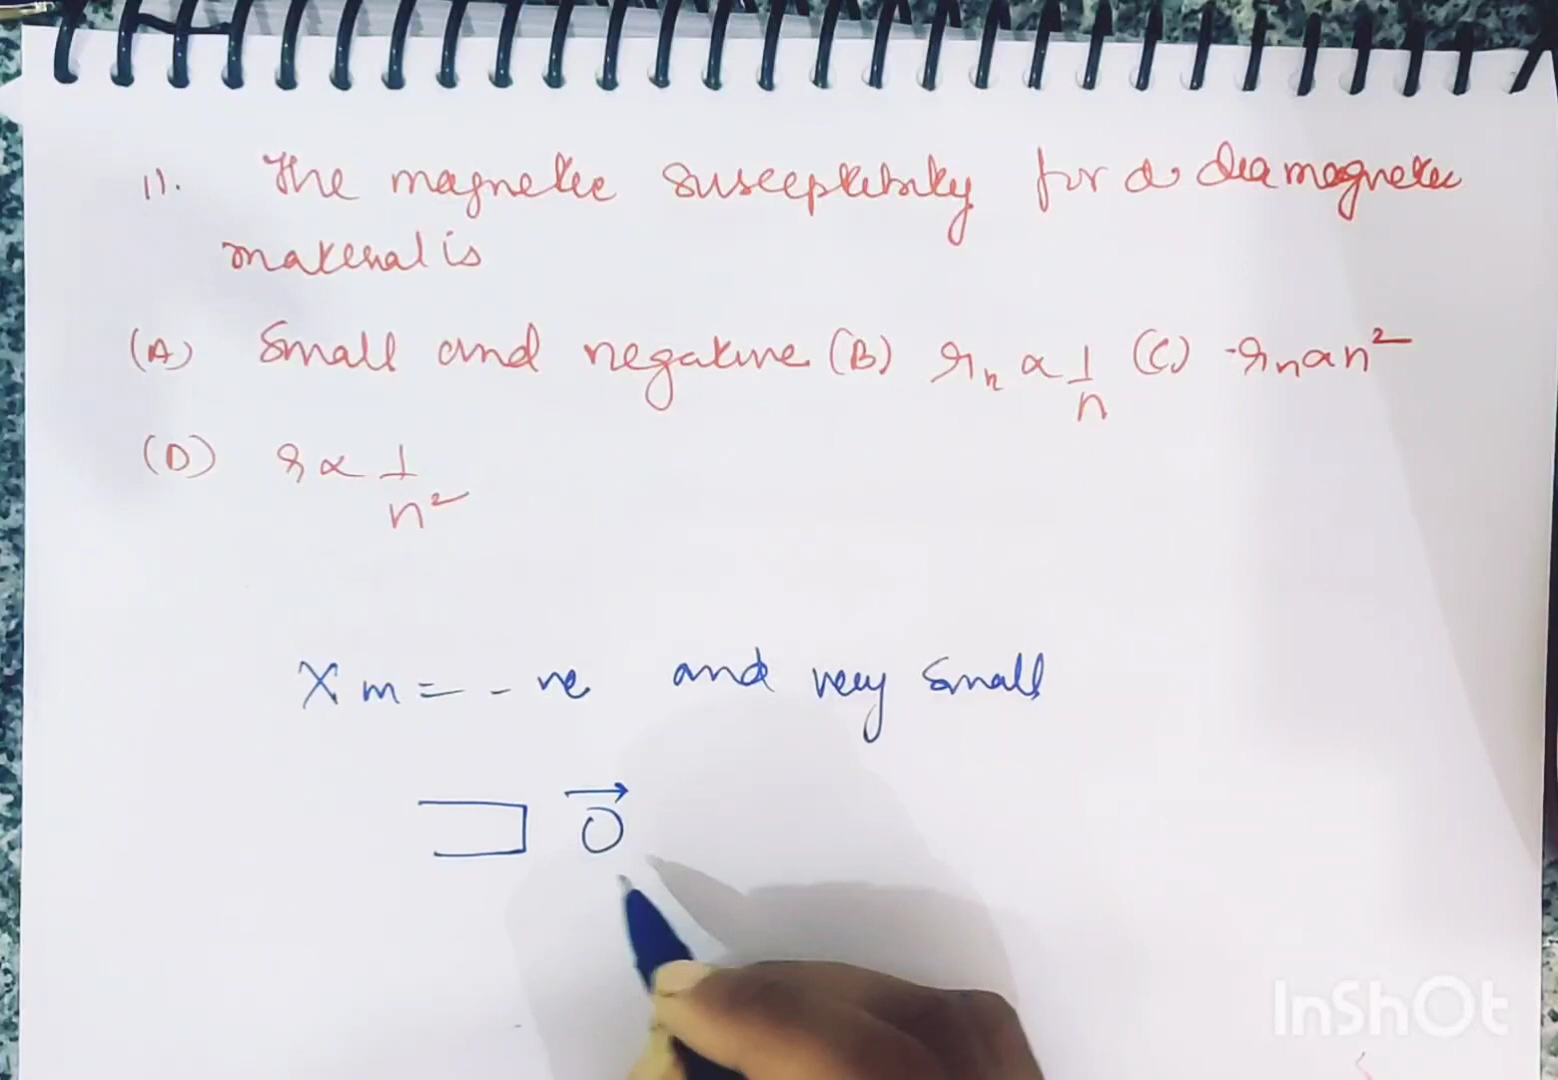 11. The magnetic susceptibility for a diamagnetic
material is
(A) Small and negative (B) rₙ ∝ 1/n (C) rₙ ∝ n²
(D) r ∝ 1/n²
Xm = -ve and very small
O
InShOt